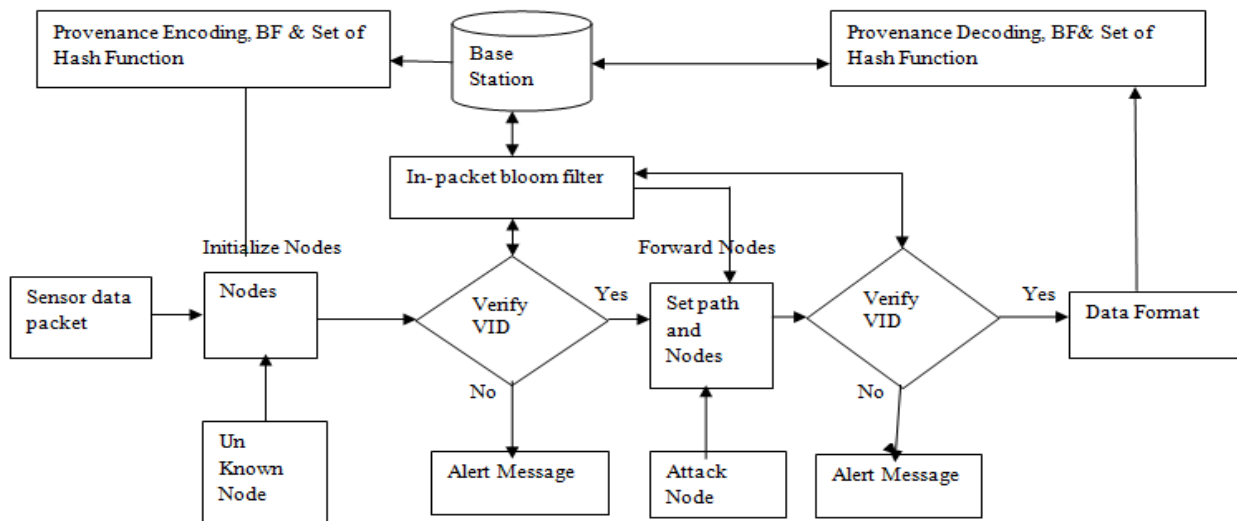 Provenance Encoding, BF & Set of
Hash Function
Base
Station
Provenance Decoding, BF& Set of
Hash Function
In-packet bloom filter
Initialize Nodes
Forward Nodes
Sensor data
packet
Nodes
Verify
VID
Yes
No
Set path
and
Nodes
Verify
VID
Yes
No
Data Format
Un
Known
Node
Alert Message
Attack
Node
Alert Message